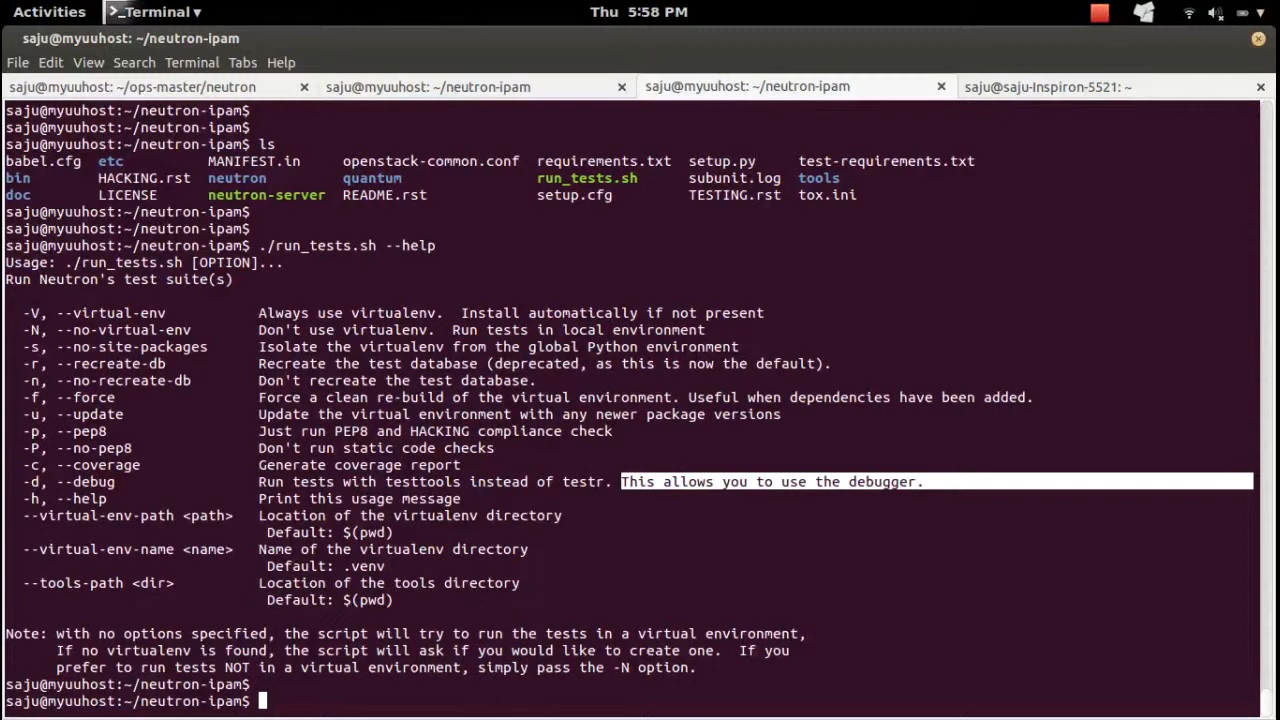 Activities Terminal Thu 5:58 PM
saju@myuuhost: ~/neutron-ipam
File Edit View Search Terminal Tabs Help
saju@myuuhost: ~/ops-master/neutron saju@myuuhost: ~/neutron-ipam saju@myuuhost: ~/neutron-ipam saju@saju-Inspiron-5521: ~
saju@myuuhost:~/neutron-ipam$
saju@myuuhost:~/neutron-ipam$
saju@myuuhost:~/neutron-ipam$ ls
babel.cfg etc MANIFEST.in openstack-common.conf requirements.txt setup.py test-requirements.txt
bin HACKING.rst neutron quantum run_tests.sh subunit.log tools
doc LICENSE neutron-server README.rst setup.cfg TESTING.rst tox.ini
saju@myuuhost:~/neutron-ipam$
saju@myuuhost:~/neutron-ipam$
saju@myuuhost:~/neutron-ipam$ ./run_tests.sh --help
Usage: ./run_tests.sh [OPTION]...
Run Neutron's test suite(s)
-V, --virtual-env Always use virtualenv. Install automatically if not present
-N, --no-virtual-env Don't use virtualenv. Run tests in local environment
-s, --no-site-packages Isolate the virtualenv from the global Python environment
-r, --recreate-db Recreate the test database (deprecated, as this is now the default).
-n, --no-recreate-db Don't recreate the test database.
-f, --force Force a clean re-build of the virtual environment. Useful when dependencies have been added.
-u, --update Update the virtual environment with any newer package versions
-p, --pep8 Just run PEP8 and HACKING compliance check
-P, --no-pep8 Don't run static code checks
-c, --coverage Generate coverage report
-d, --debug Run tests with testtools instead of testr. This allows you to use the debugger.
-h, --help Print this usage message
--virtual-env-path <path> Location of the virtualenv directory
Default: $(pwd)
--virtual-env-name <name> Name of the virtualenv directory
Default: .venv
--tools-path <dir> Location of the tools directory
Default: $(pwd)
Note: with no options specified, the script will try to run the tests in a virtual environment,
If no virtualenv is found, the script will ask if you would like to create one. If you
prefer to run tests NOT in a virtual environment, simply pass the -N option.
saju@myuuhost:~/neutron-ipam$
saju@myuuhost:~/neutron-ipam$